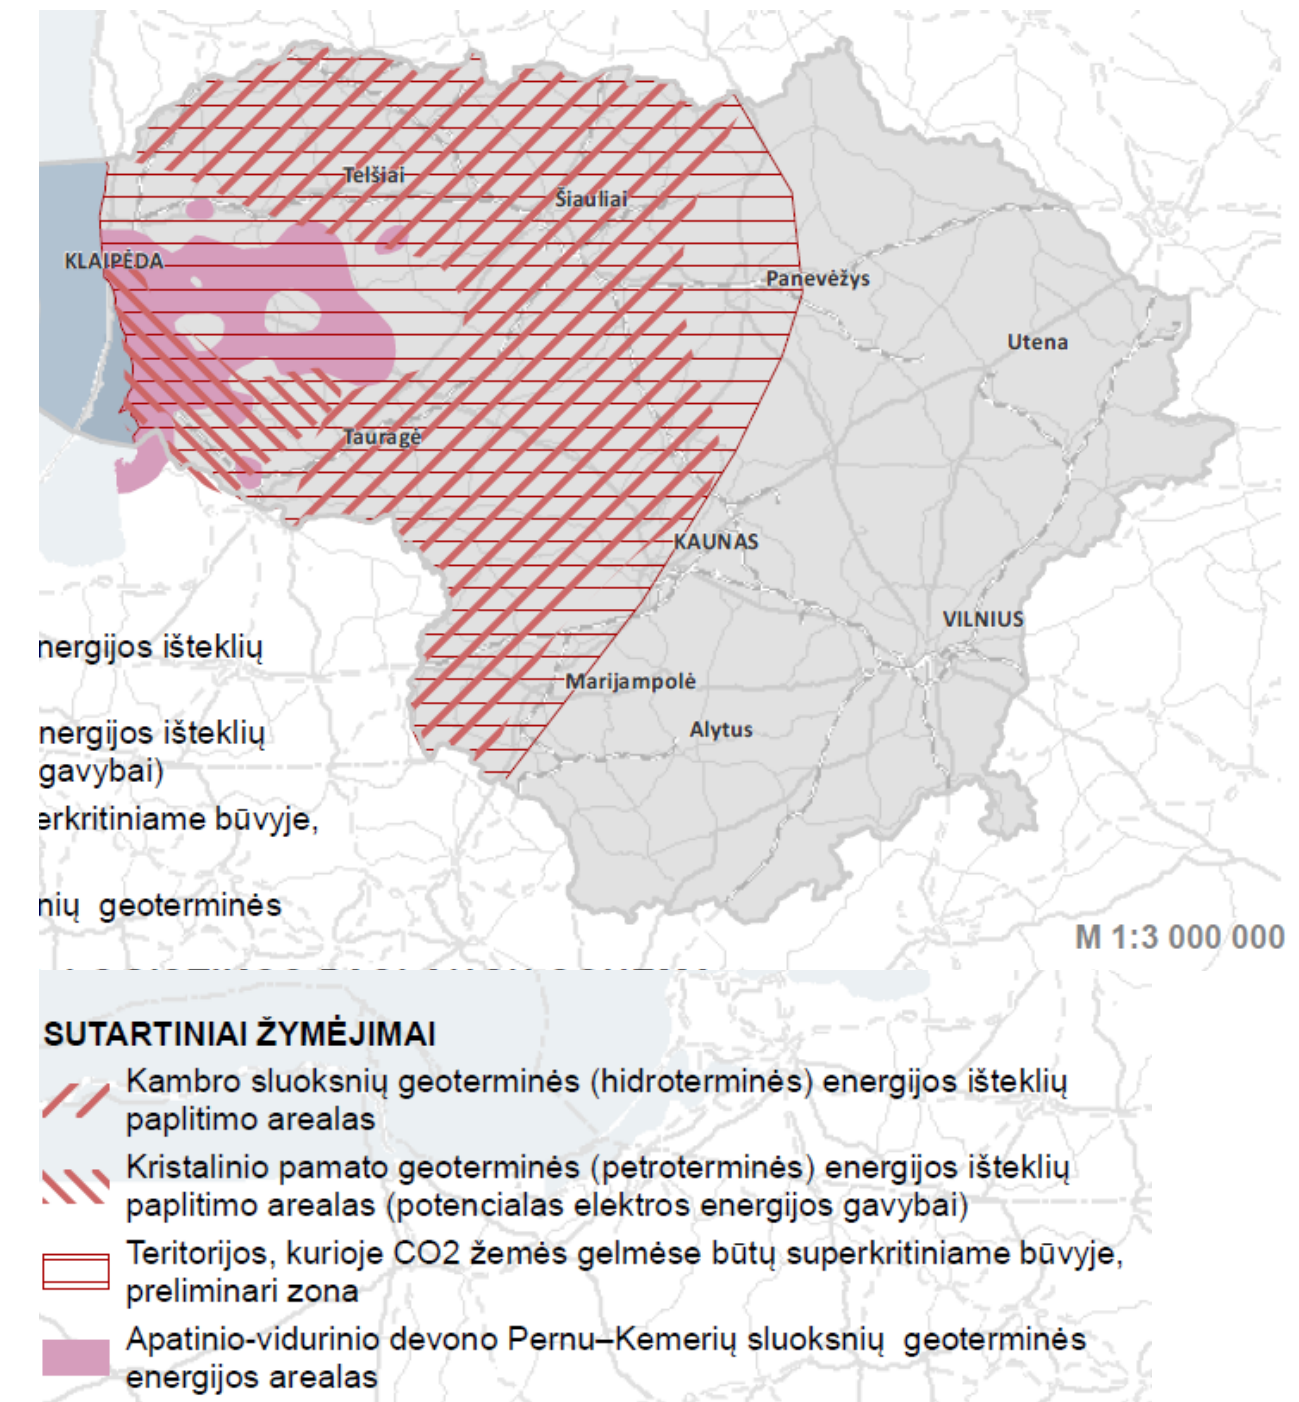 Telšiai
Šiauliai
KLAIPĖDA
Panevėžys
Utena
Tauragė
KAUNAS
VILNIUS
nergijos išteklių
Marijampolė
Alytus
nergijos išteklių
gavybai)
erkritiniame būvyje,
nių geoterminės
M 1:3 000 000
SUTARTINIAI ŽYMĖJIMAI
Kambro sluoksnių geoterminės (hidroterminės) energijos išteklių
paplitimo arealas
Kristalinio pamato geoterminės (petroterminės) energijos išteklių
paplitimo arealas (potencialas elektros energijos gavybai)
Teritorijos, kurioje CO2 žemės gelmėse būtų superkritiniame būvyje,
preliminari zona
Apatinio-vidurinio devono Pernu–Kemerių sluoksnių geoterminės
energijos arealas